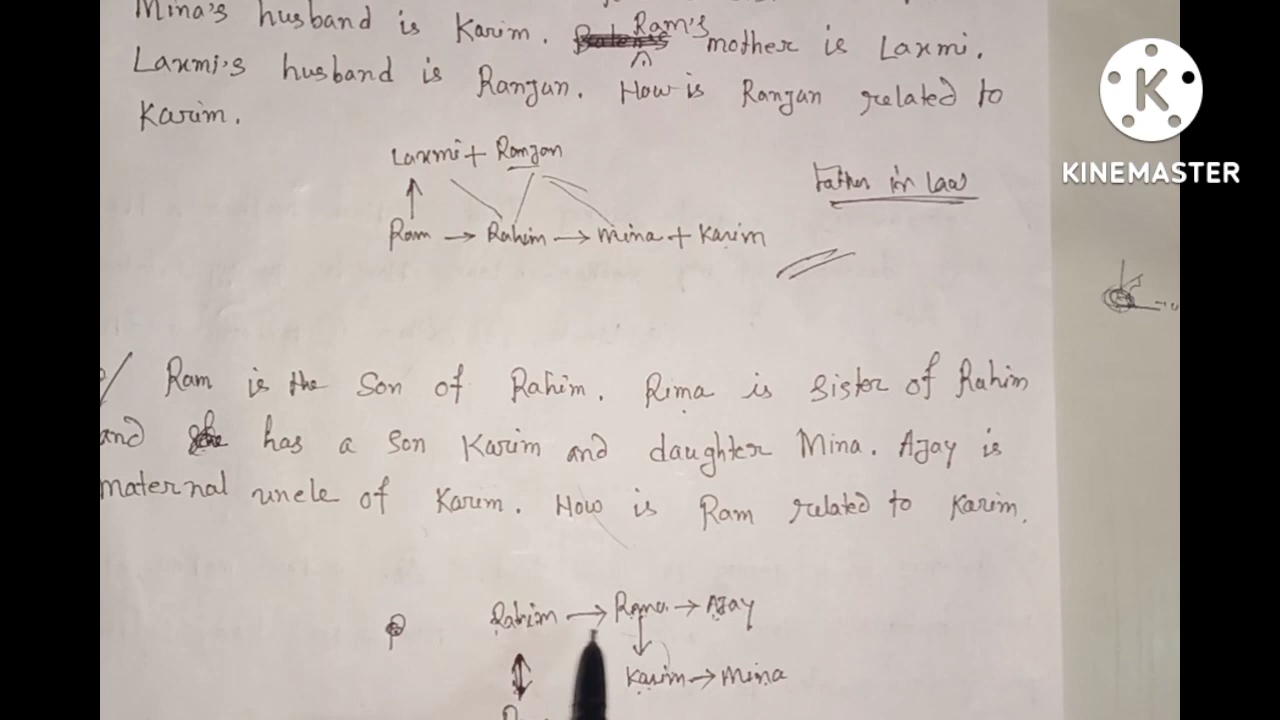 Mina's husband is Karim. Ram's mother is Laxmi.
Laxmi's husband is Ranjan. How is Ranjan related to
Karim.
Laxmi + Ranjan
Father in law
Ram → Rahim → Mina + Karim
K
KINEMASTER
Ram is the Son of Rahim. Rima is Sister of Rahim
and has a Son Karim and daughter Mina. Ajay is
maternal uncle of Karim. How is Ram related to Karim.
Rahim → Rima → Ajay
Karim → Mina